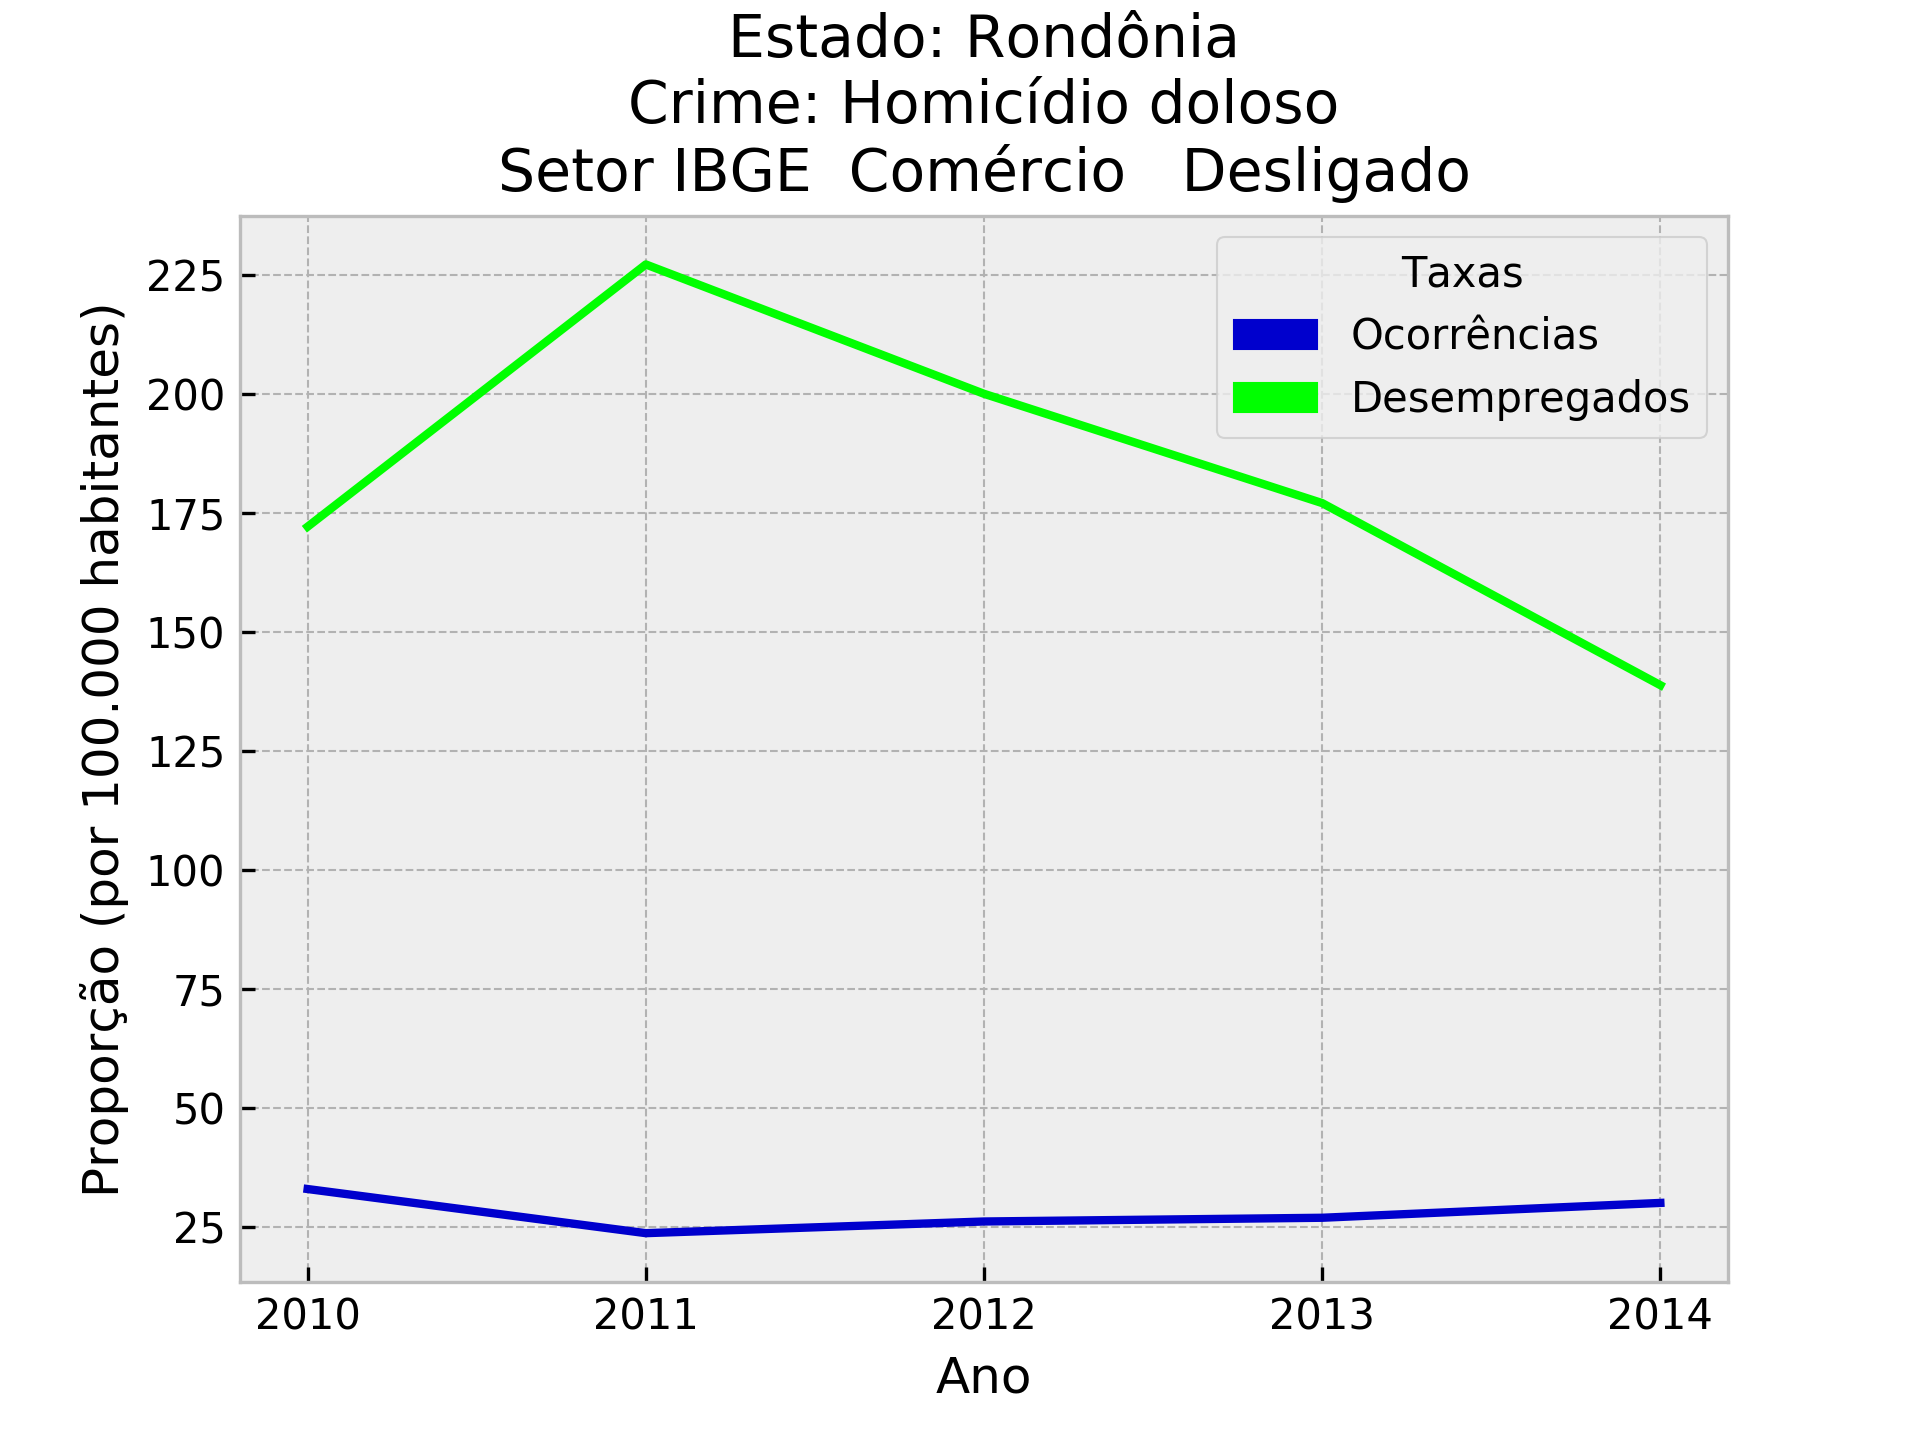 Estado: Rondônia
Crime: Homicídio doloso
Setor IBGE  Comércio   Desligado
Proporção (por 100.000 habitantes)
225
200
175
150
125
100
75
50
25
Taxas
Ocorrências
Desempregados
2010 2011 2012 2013 2014
Ano